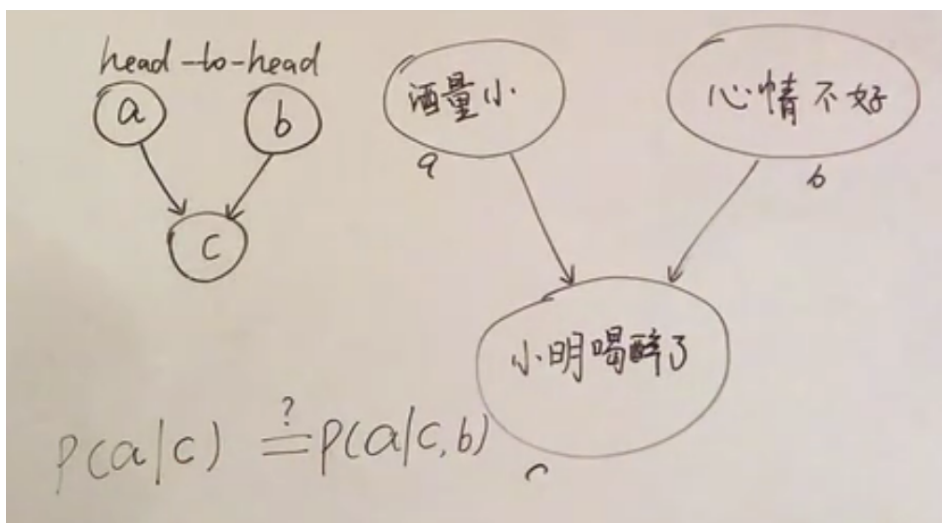 head-to-head
a
b
c
酒量小
a
心情不好
b
小明喝醉了
c
P(a|c) ?= P(a|c,b)